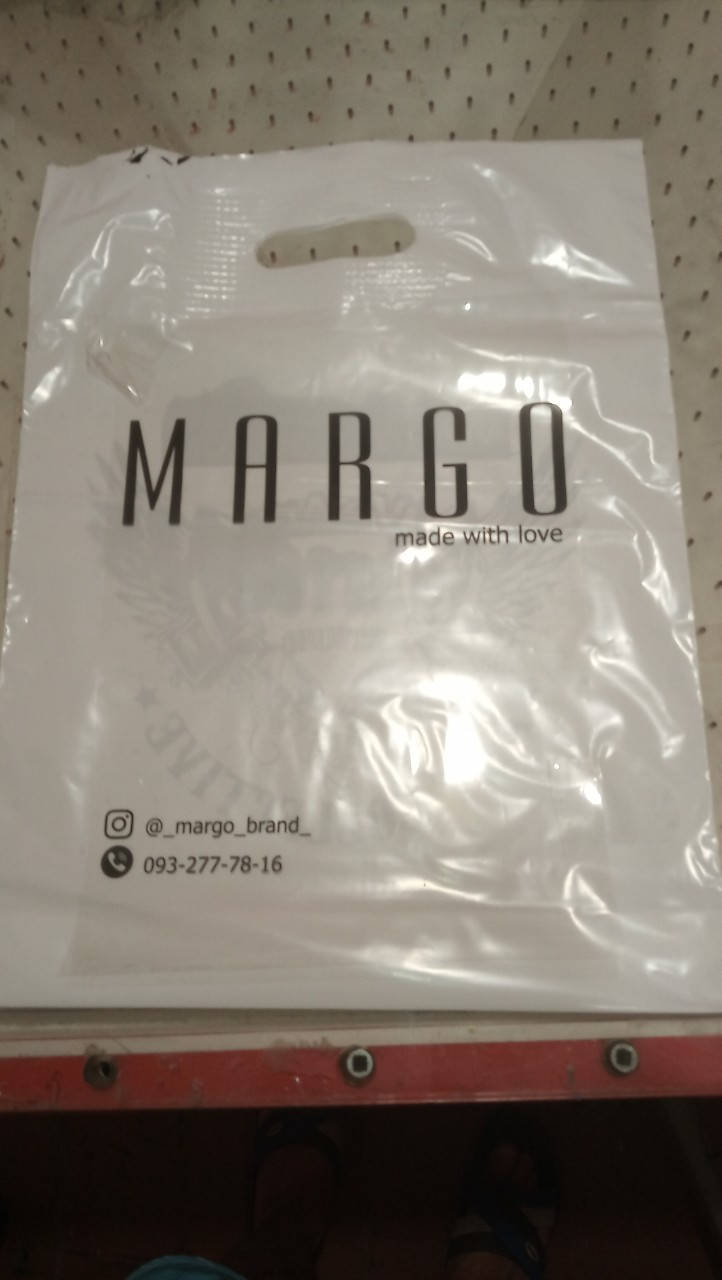 MARGO
made with love
@_margo_brand_
093-277-78-16